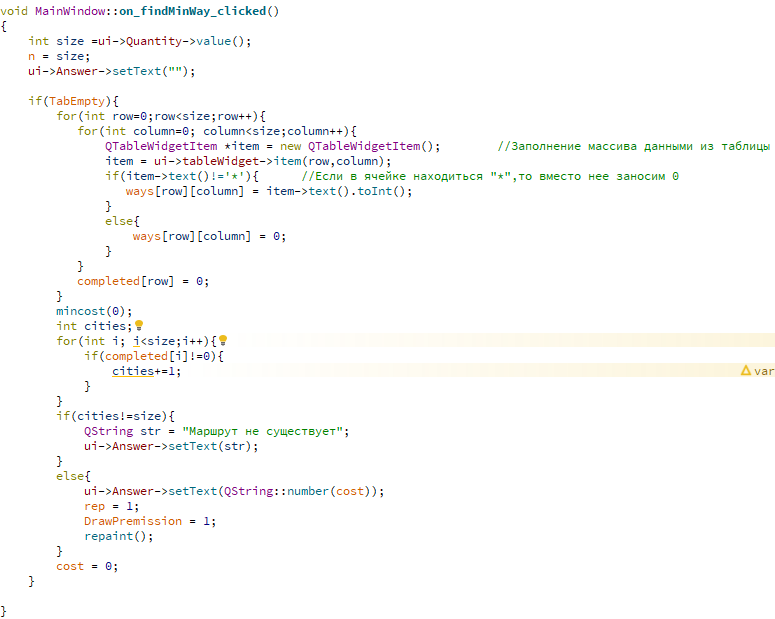 void MainWindow::on_findMinWay_clicked()
{
    int size =ui->Quantity->value();
    n = size;
    ui->Answer->setText("");

    if(TabEmpty){
        for(int row=0;row<size;row++){
           for(int column=0; column<size;column++){
               QTableWidgetItem *item = new QTableWidgetItem();        //Заполнение массива данными из таблицы
               item = ui->tableWidget->item(row,column);
               if(item->text()!='*'){      //Если в ячейке находиться "*",то вместо нее заносим 0
                  ways[row][column] = item->text().toInt();
               }
               else{
                   ways[row][column] = 0;
               }
           }
           completed[row] = 0;
        }
        mincost(0);
        int cities;
        for(int i; i<size;i++){
            if(completed[i]!=0){
                cities+=1; var
            }
        }
        if(cities!=size){
            QString str = "Маршрут не существует";
            ui->Answer->setText(str);
        }
        else{
            ui->Answer->setText(QString::number(cost));
            rep = 1;
            DrawPremission = 1;
            repaint();
        }
        cost = 0;
    }

}